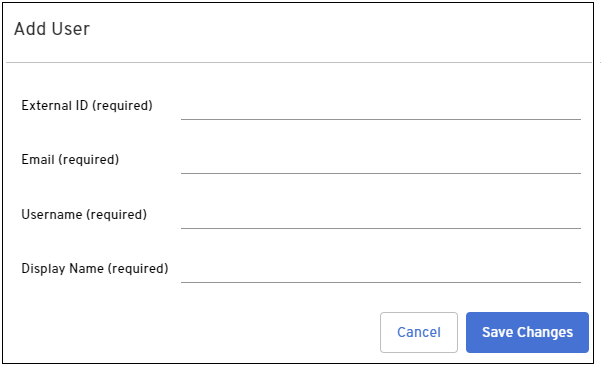 Add User
External ID (required)
Email (required)
Username (required)
Display Name (required)
Cancel
Save Changes